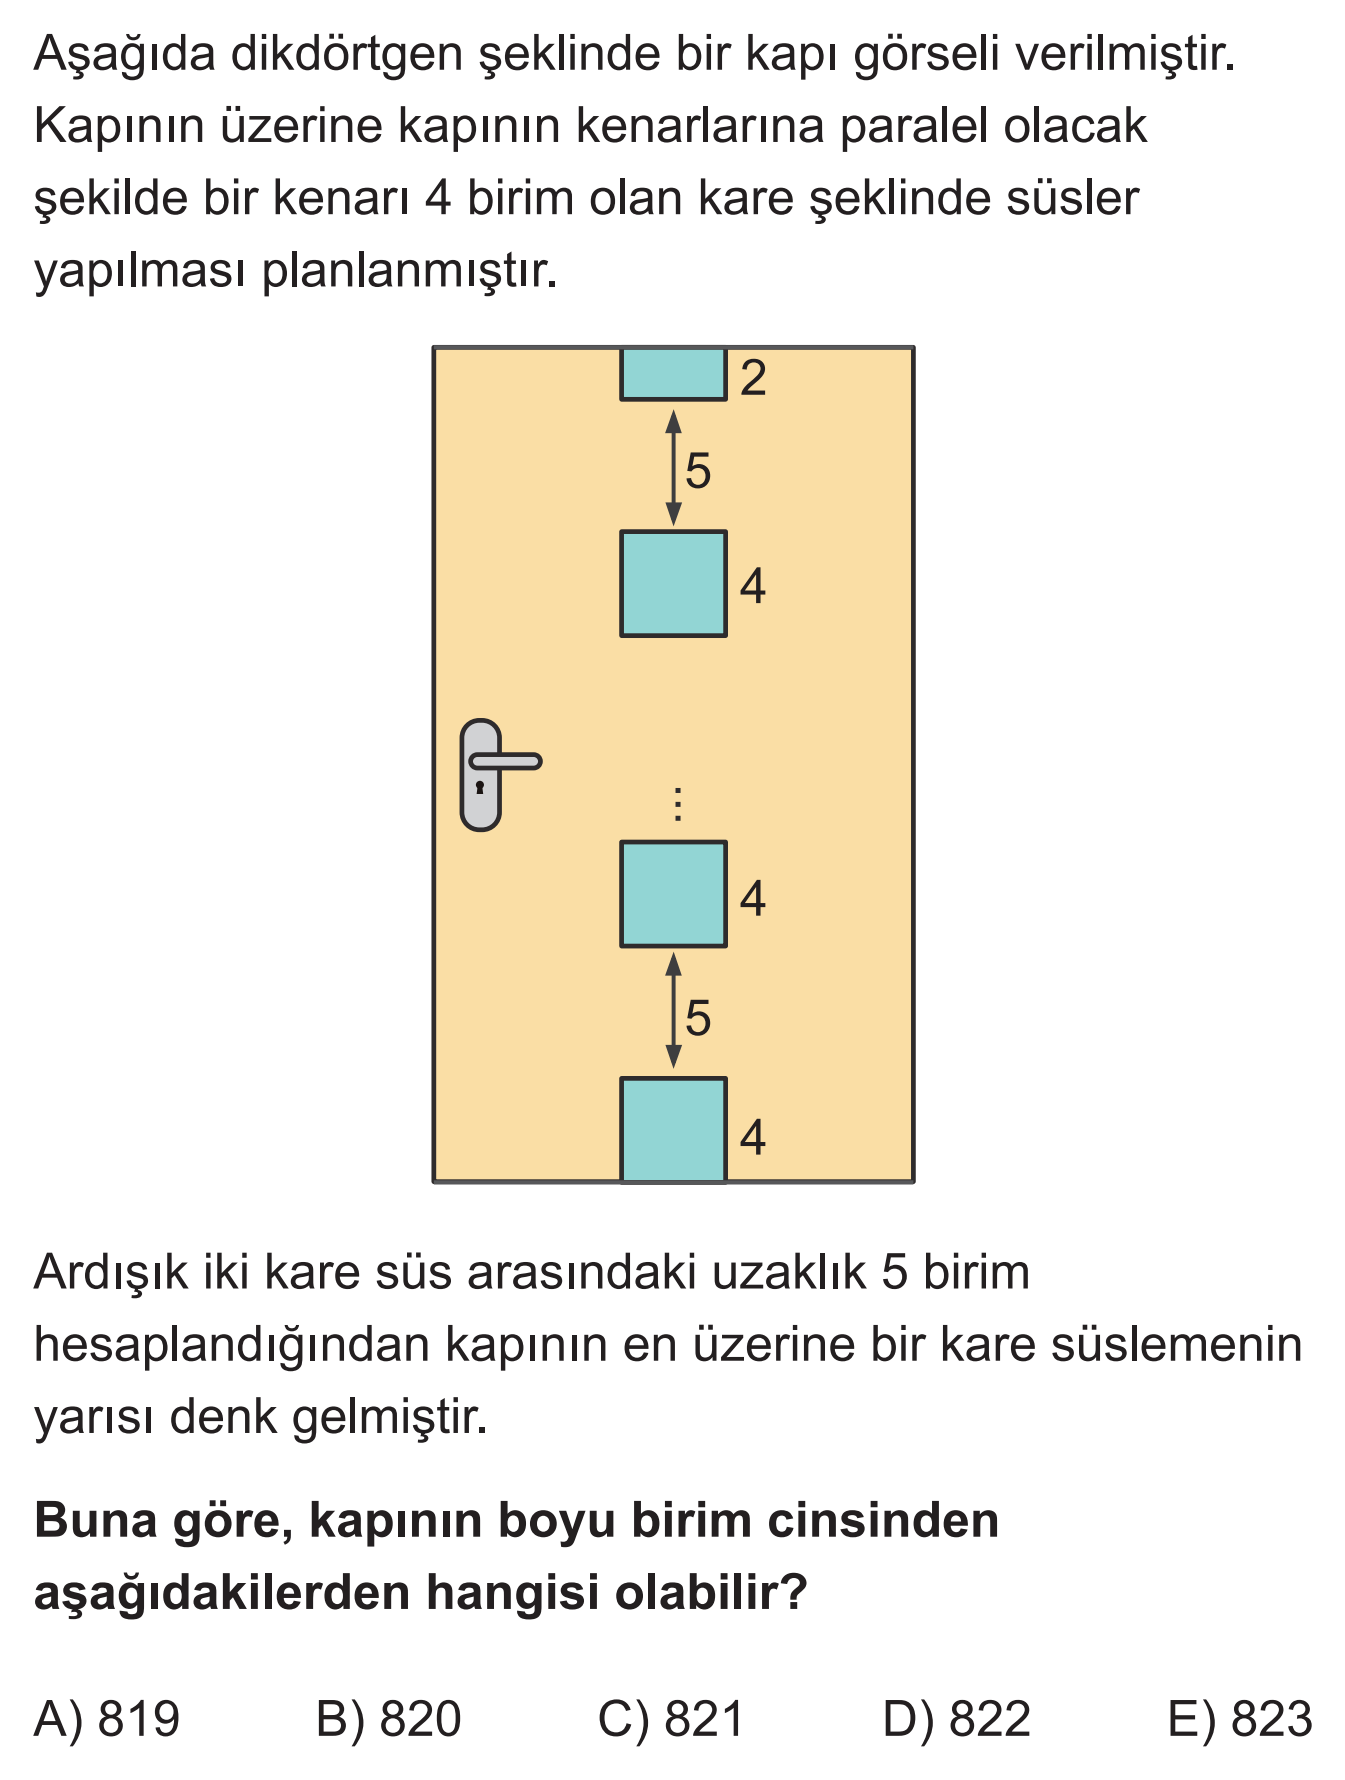 Aşağıda dikdörtgen şeklinde bir kapı görseli verilmiştir.
Kapının üzerine kapının kenarlarına paralel olacak
şekilde bir kenarı 4 birim olan kare şeklinde süsler
yapılması planlanmıştır.
2
5
4
⋮
4
5
4
Ardışık iki kare süs arasındaki uzaklık 5 birim
hesaplandığından kapının en üzerine bir kare süslemenin
yarısı denk gelmiştir.
Buna göre, kapının boyu birim cinsinden
aşağıdakilerden hangisi olabilir?
A) 819 B) 820 C) 821 D) 822 E) 823